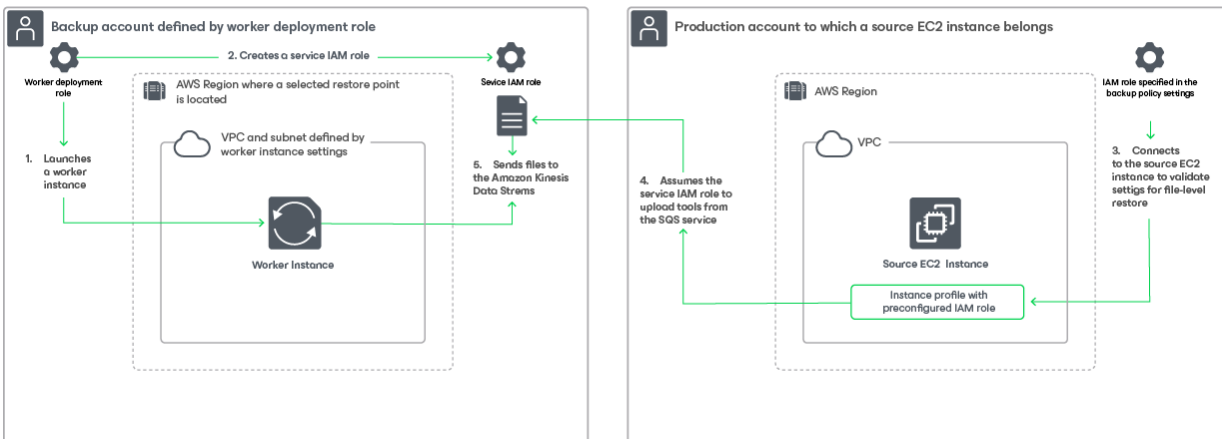 Backup account defined by worker deployment role
2. Creates a service IAM role
Worker deployment
role
Sevice IAM role
AWS Region where a selected restore point
is located
VPC and subnet defined by
worker instance settings
1. Launches
a worker
instance
5. Sends files to
the Amazon Kinesis
Data Strems
Worker Instance
Production account to which a source EC2 instance belongs
IAM role specified in the
backup policy settings
AWS Region
VPC
3. Connects
to the source EC2
instance to validate
settigs for file-level
restore
4. Assumes the
service IAM role to
upload tools from
the SQS service
Source EC2 Instance
Instance profile with
preconfigured IAM role